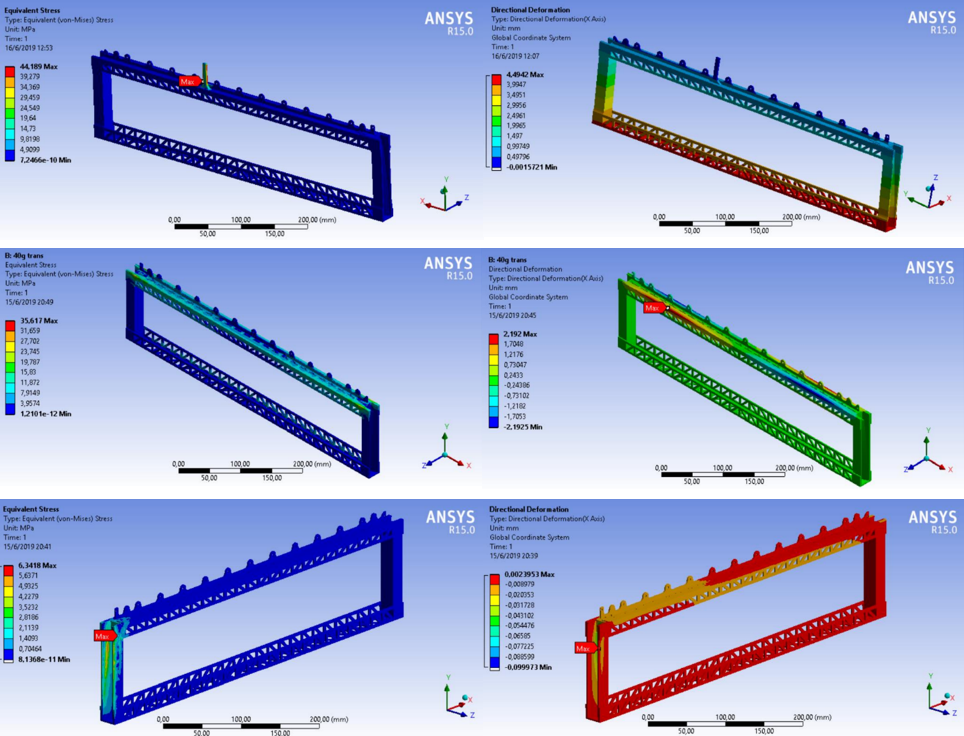 Equivalent Stress
Type: Equivalent (von-Mises) Stress
Unit: MPa
Time: 1
16/6/2019 12:53
44,189 Max
39,279
34,369
29,459
24,549
19,64
14,73
9,8198
4,9099
7,2466e-10 Min
Max
ANSYS
R15.0
Y
X
Z
0,00
100,00
200,00 (mm)
50,00
150,00
Directional Deformation
Type: Directional Deformation(X Axis)
Unit: mm
Global Coordinate System
Time: 1
16/6/2019 12:07
4,4942 Max
3,9947
3,4951
2,9956
2,4961
1,9965
1,497
0,99749
0,49796
-0,0015721 Min
ANSYS
R15.0
Z
Y
X
0,00
100,00
200,00 (mm)
50,00
150,00
B: 40g trans
Equivalent Stress
Type: Equivalent (von-Mises) Stress
Unit: MPa
Time: 1
15/6/2019 20:49
35,617 Max
31,659
27,702
23,745
19,787
15,83
11,872
7,9149
3,9574
1,2101e-12 Min
ANSYS
R15.0
Y
Z
X
0,00
100,00
200,00 (mm)
50,00
150,00
B: 40g trans
Directional Deformation
Type: Directional Deformation(X Axis)
Unit: mm
Global Coordinate System
Time: 1
15/6/2019 20:45
2,192 Max
1,7048
1,2176
0,73047
0,2433
-0,24386
-0,73102
-1,2182
-1,7053
-2,1925 Min
Max
ANSYS
R15.0
Y
Z
X
0,00
100,00
200,00 (mm)
50,00
150,00
Equivalent Stress
Type: Equivalent (von-Mises) Stress
Unit: MPa
Time: 1
15/6/2019 20:41
6,3418 Max
5,6371
4,9325
4,2279
3,5232
2,8186
2,1139
1,4093
0,70464
8,1368e-11 Min
Max
ANSYS
R15.0
Y
X
Z
0,00
100,00
200,00 (mm)
50,00
150,00
Directional Deformation
Type: Directional Deformation(X Axis)
Unit: mm
Global Coordinate System
Time: 1
15/6/2019 20:39
0,0023953 Max
-0,008979
-0,020353
-0,031728
-0,043102
-0,054476
-0,06585
-0,077225
-0,088599
-0,099973 Min
Max
ANSYS
R15.0
Y
X
Z
0,00
100,00
200,00 (mm)
50,00
150,00